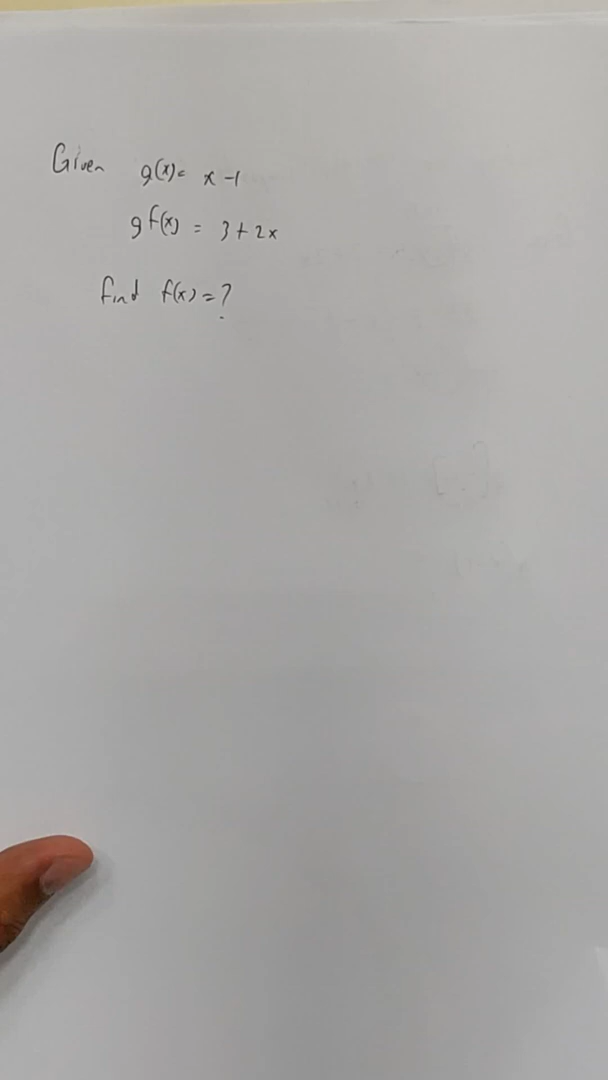 Given g(x)= x-1
gf(x) = 3+2x
find f(x)=?